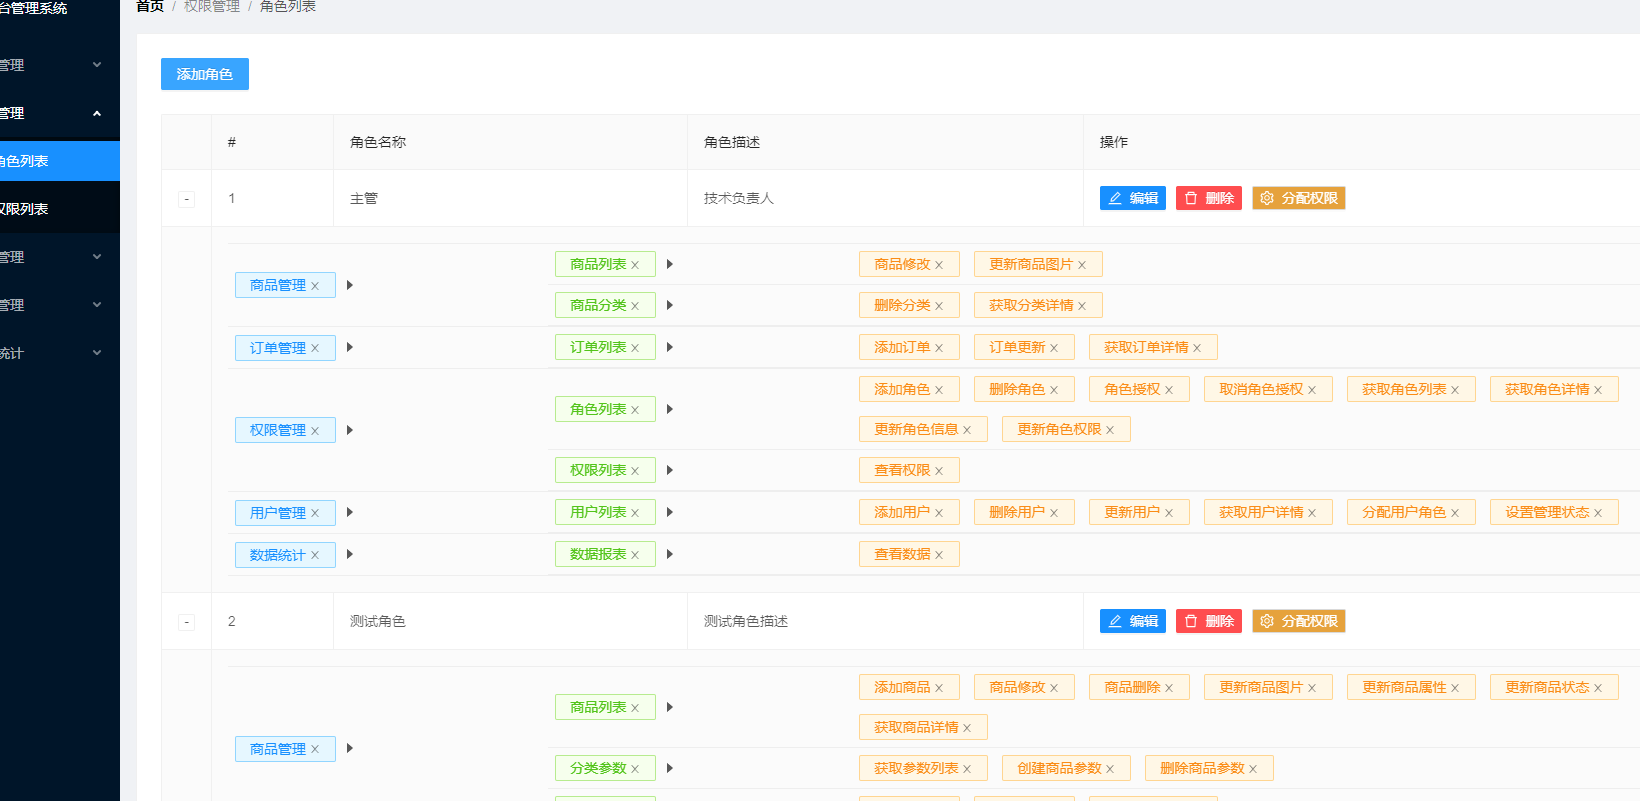 台管理系统
首页 / 权限管理 / 角色列表
管理
管理
角色列表
权限列表
管理
管理
统计
添加角色
# 角色名称 角色描述 操作
- 1 主管 技术负责人 编辑 删除 分配权限
商品管理 ×
商品列表 × 商品修改 × 更新商品图片 ×
商品分类 × 删除分类 × 获取分类详情 ×
订单管理 × 订单列表 × 添加订单 × 订单更新 × 获取订单详情 ×
权限管理 ×
角色列表 × 添加角色 × 删除角色 × 角色授权 × 取消角色授权 × 获取角色列表 × 获取角色详情 ×
更新角色信息 × 更新角色权限 ×
权限列表 × 查看权限 ×
用户管理 × 用户列表 × 添加用户 × 删除用户 × 更新用户 × 获取用户详情 × 分配用户角色 × 设置管理状态 ×
数据统计 × 数据报表 × 查看数据 ×
- 2 测试角色 测试角色描述 编辑 删除 分配权限
商品管理 ×
商品列表 × 添加商品 × 商品修改 × 商品删除 × 更新商品图片 × 更新商品属性 × 更新商品状态 ×
获取商品详情 ×
分类参数 × 获取参数列表 × 创建商品参数 × 删除商品参数 ×